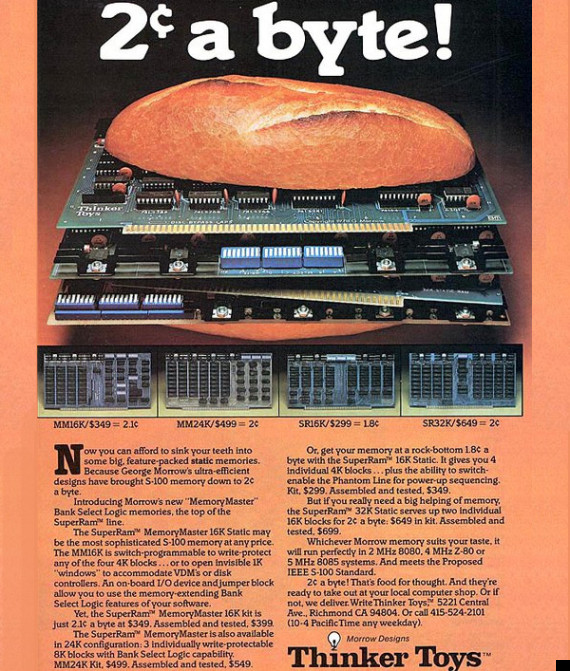 2¢ a byte!
Thinker
Toys
MM16K/$349 = 2.1¢
MM24K/$499 = 2¢
SR16K/$299 = 1.8¢
SR32K/$649 = 2¢
Now you can afford to sink your teeth into
some big, feature-packed static memories.
Because George Morrow's ultra-efficient
designs have brought S-100 memory down to 2¢
a byte.
Introducing Morrow's new "MemoryMaster"
Bank Select Logic memories, the top of the
SuperRam™ line.
The SuperRam™ MemoryMaster 16K Static may
be the most sophisticated S-100 memory at any price.
The MM16K is switch-programmable to write-protect
any of the four 4K blocks...or to open invisible 1K
"windows" to accommodate VDM's or disk
controllers. An on-board I/O device and jumper block
allow you to use the memory-extending Bank
Select Logic features of your software.
Yet, the SuperRam™ MemoryMaster 16K kit is
just 2.1¢ a byte at $349. Assembled and tested, $399.
The SuperRam™ MemoryMaster is also available
in 24K configuration: 3 individually write-protectable
8K blocks with Bank Select Logic capability.
MM24K Kit, $499. Assembled and tested, $549.
Or, get your memory at a rock-bottom 1.8¢ a
byte with the SuperRam™ 16K Static. It gives you 4
individual 4K blocks...plus the ability to switch-
enable the Phantom Line for power-up sequencing.
Kit, $299. Assembled and tested, $349.
But if you really need a big helping of memory,
the SuperRam™ 32K Static serves up two individual
16K blocks for 2¢ a byte: $649 in kit. Assembled and
tested, $699.
Whichever Morrow memory suits your taste, it
will run perfectly in 2 MHz 8080, 4 MHz Z-80 or
5 MHz 8085 systems. And meets the Proposed
IEEE S-100 Standard.
2¢ a byte! That's food for thought. And they're
ready to take out at your local computer shop. Or if
not, we deliver. Write Thinker Toys,™ 5221 Central
Ave., Richmond CA 94804. Or call 415-524-2101
(10-4 Pacific Time any weekday).
Morrow Designs
Thinker Toys™